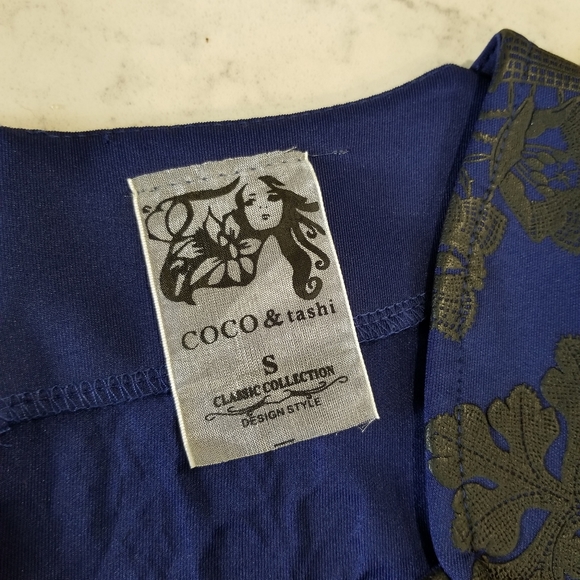 COCO & tashi
S
CLASSIC COLLECTION
DESIGN STYLE